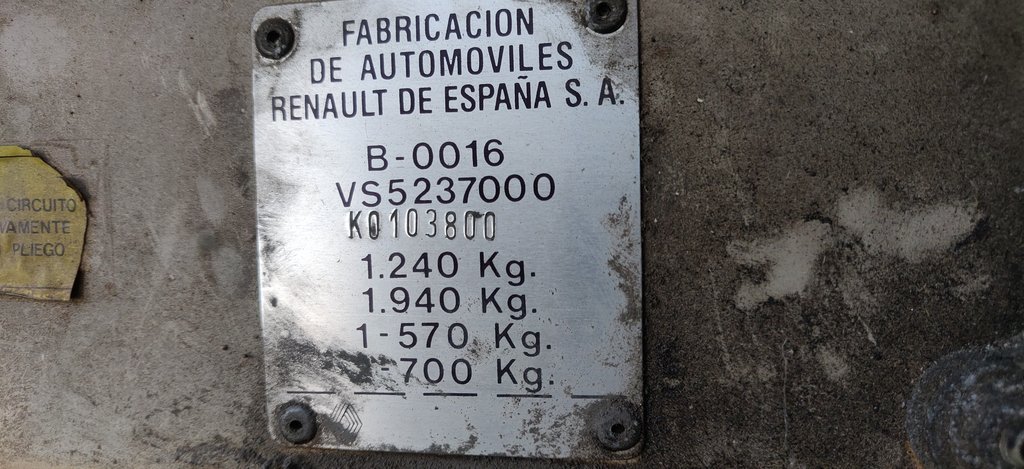 FABRICACION
DE AUTOMOVILES
RENAULT DE ESPAÑA S. A.
B-0016
VS5237000
K0103800
1.240 Kg.
1.940 Kg.
1-570 Kg.
-700 Kg.
CIRCUITO
VAMENTE
PLIEGO